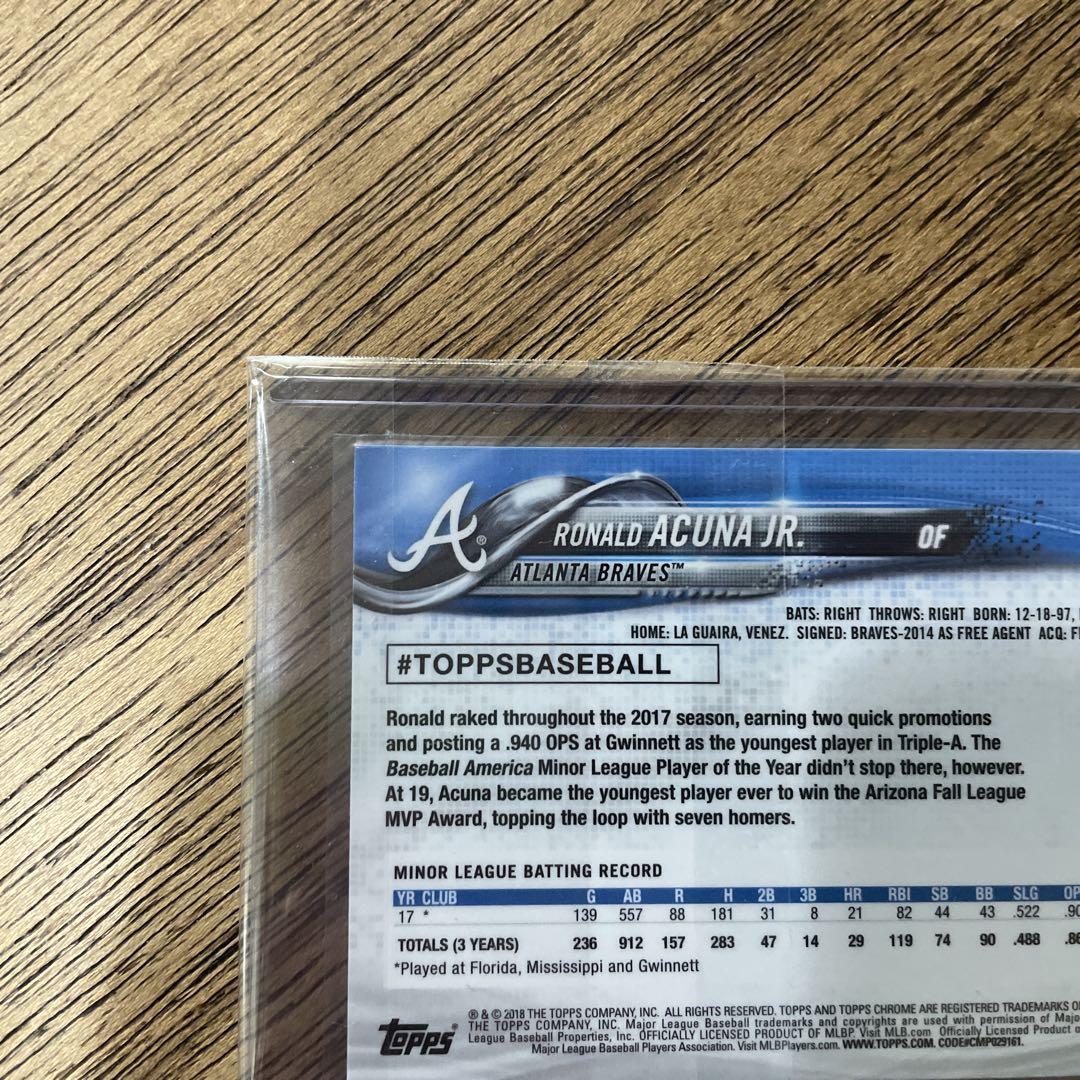 A®
RONALD ACUÑA JR.
OF
ATLANTA BRAVES™
BATS: RIGHT THROWS: RIGHT BORN: 12-18-97,
HOME: LA GUAIRA, VENEZ. SIGNED: BRAVES-2014 AS FREE AGENT ACQ:
#TOPPSBASEBALL
Ronald raked throughout the 2017 season, earning two quick promotions
and posting a .940 OPS at Gwinnett as the youngest player in Triple-A. The
Baseball America Minor League Player of the Year didn't stop there, however.
At 19, Acuna became the youngest player ever to win the Arizona Fall League
MVP Award, topping the loop with seven homers.
MINOR LEAGUE BATTING RECORD
YR CLUB G AB R H 2B 3B HR RBI SB BB SLG
17 * 139 557 88 181 31 8 21 82 44 43 .522
TOTALS (3 YEARS) 236 912 157 283 47 14 29 119 74 90 .488
*Played at Florida, Mississippi and Gwinnett
® & © 2018 THE TOPPS COMPANY, INC. ALL RIGHTS RESERVED. TOPPS AND TOPPS CHROME ARE REGISTERED TRADEMARKS
THE TOPPS COMPANY, INC. Major League Baseball trademarks and copyrights are used with permission of
League Baseball Properties, Inc. OFFICIALLY LICENSED PRODUCT OF MLBP. Visit MLB.com Officially Licensed Product
Major League Baseball Players Association. Visit MLBPlayers.com. WWW.TOPPS.COM. CODE#CMP029161.
topps®